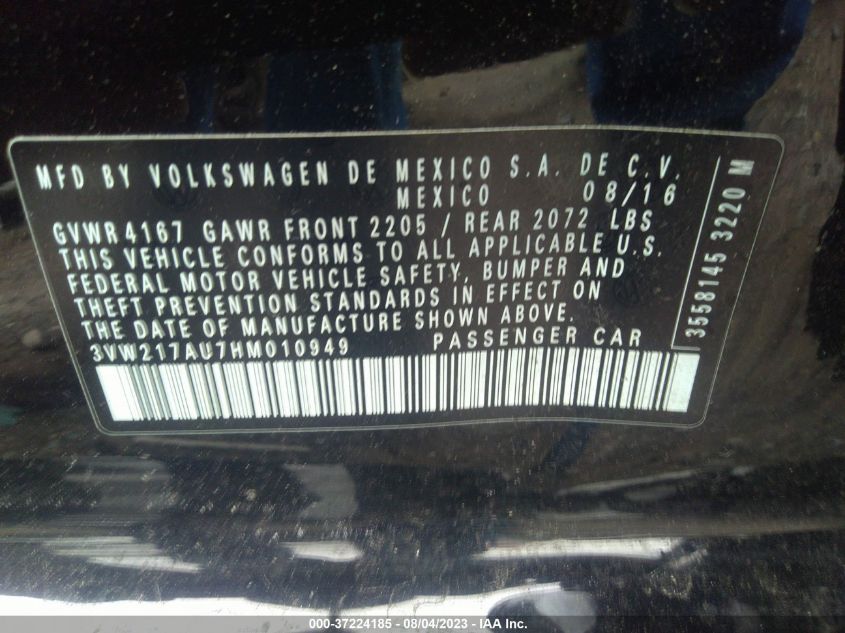 MFD BY VOLKSWAGEN DE MEXICO S.A. DE C.V.
MEXICO 08/16
GVWR 4167 GAWR FRONT 2205 / REAR 2072 LBS
THIS VEHICLE CONFORMS TO ALL APPLICABLE U.S.
FEDERAL MOTOR VEHICLE SAFETY, BUMPER AND
THEFT PREVENTION STANDARDS IN EFFECT ON
THE DATE OF MANUFACTURE SHOWN ABOVE.
3VW217AU7HM010949 PASSENGER CAR
3558145 3220 M
000-37224185 - 08/04/2023 - IAA Inc.